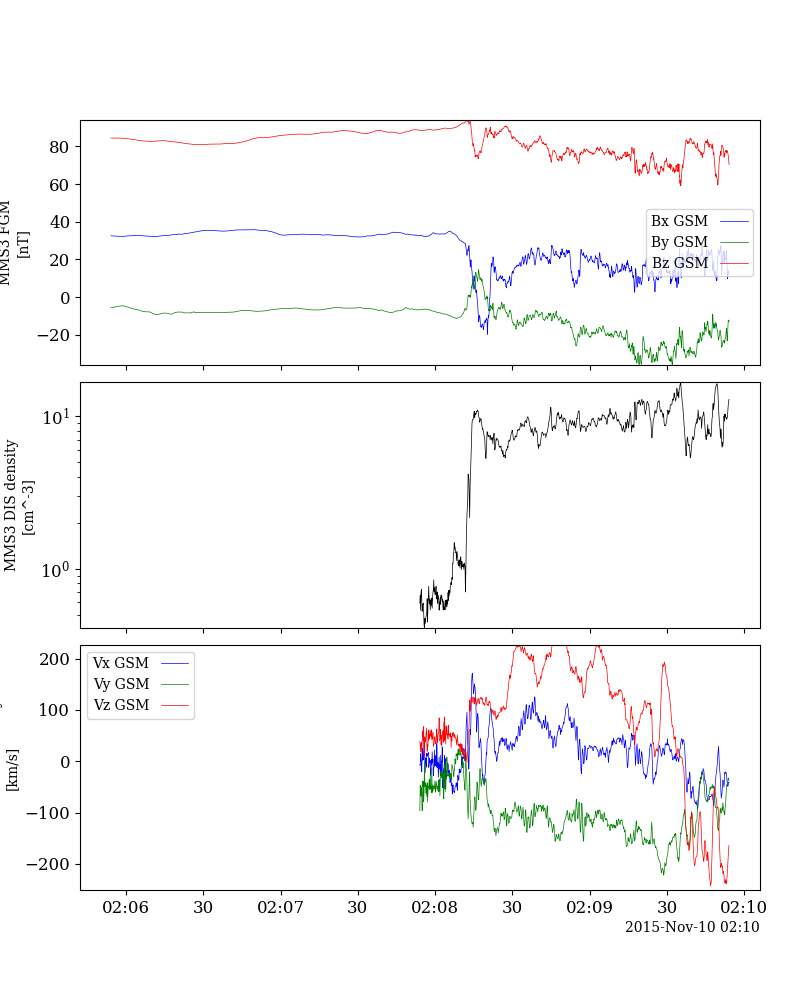 MMS3 FGM
[nT]
80
60
40
20
0
−20
Bx GSM
By GSM
Bz GSM
MMS3 DIS density
[cm^-3]
10^1
10^0
[km/s]
200
100
0
−100
−200
Vx GSM
Vy GSM
Vz GSM
02:06 30 02:07 30 02:08 30 02:09 30 02:10
2015-Nov-10 02:10